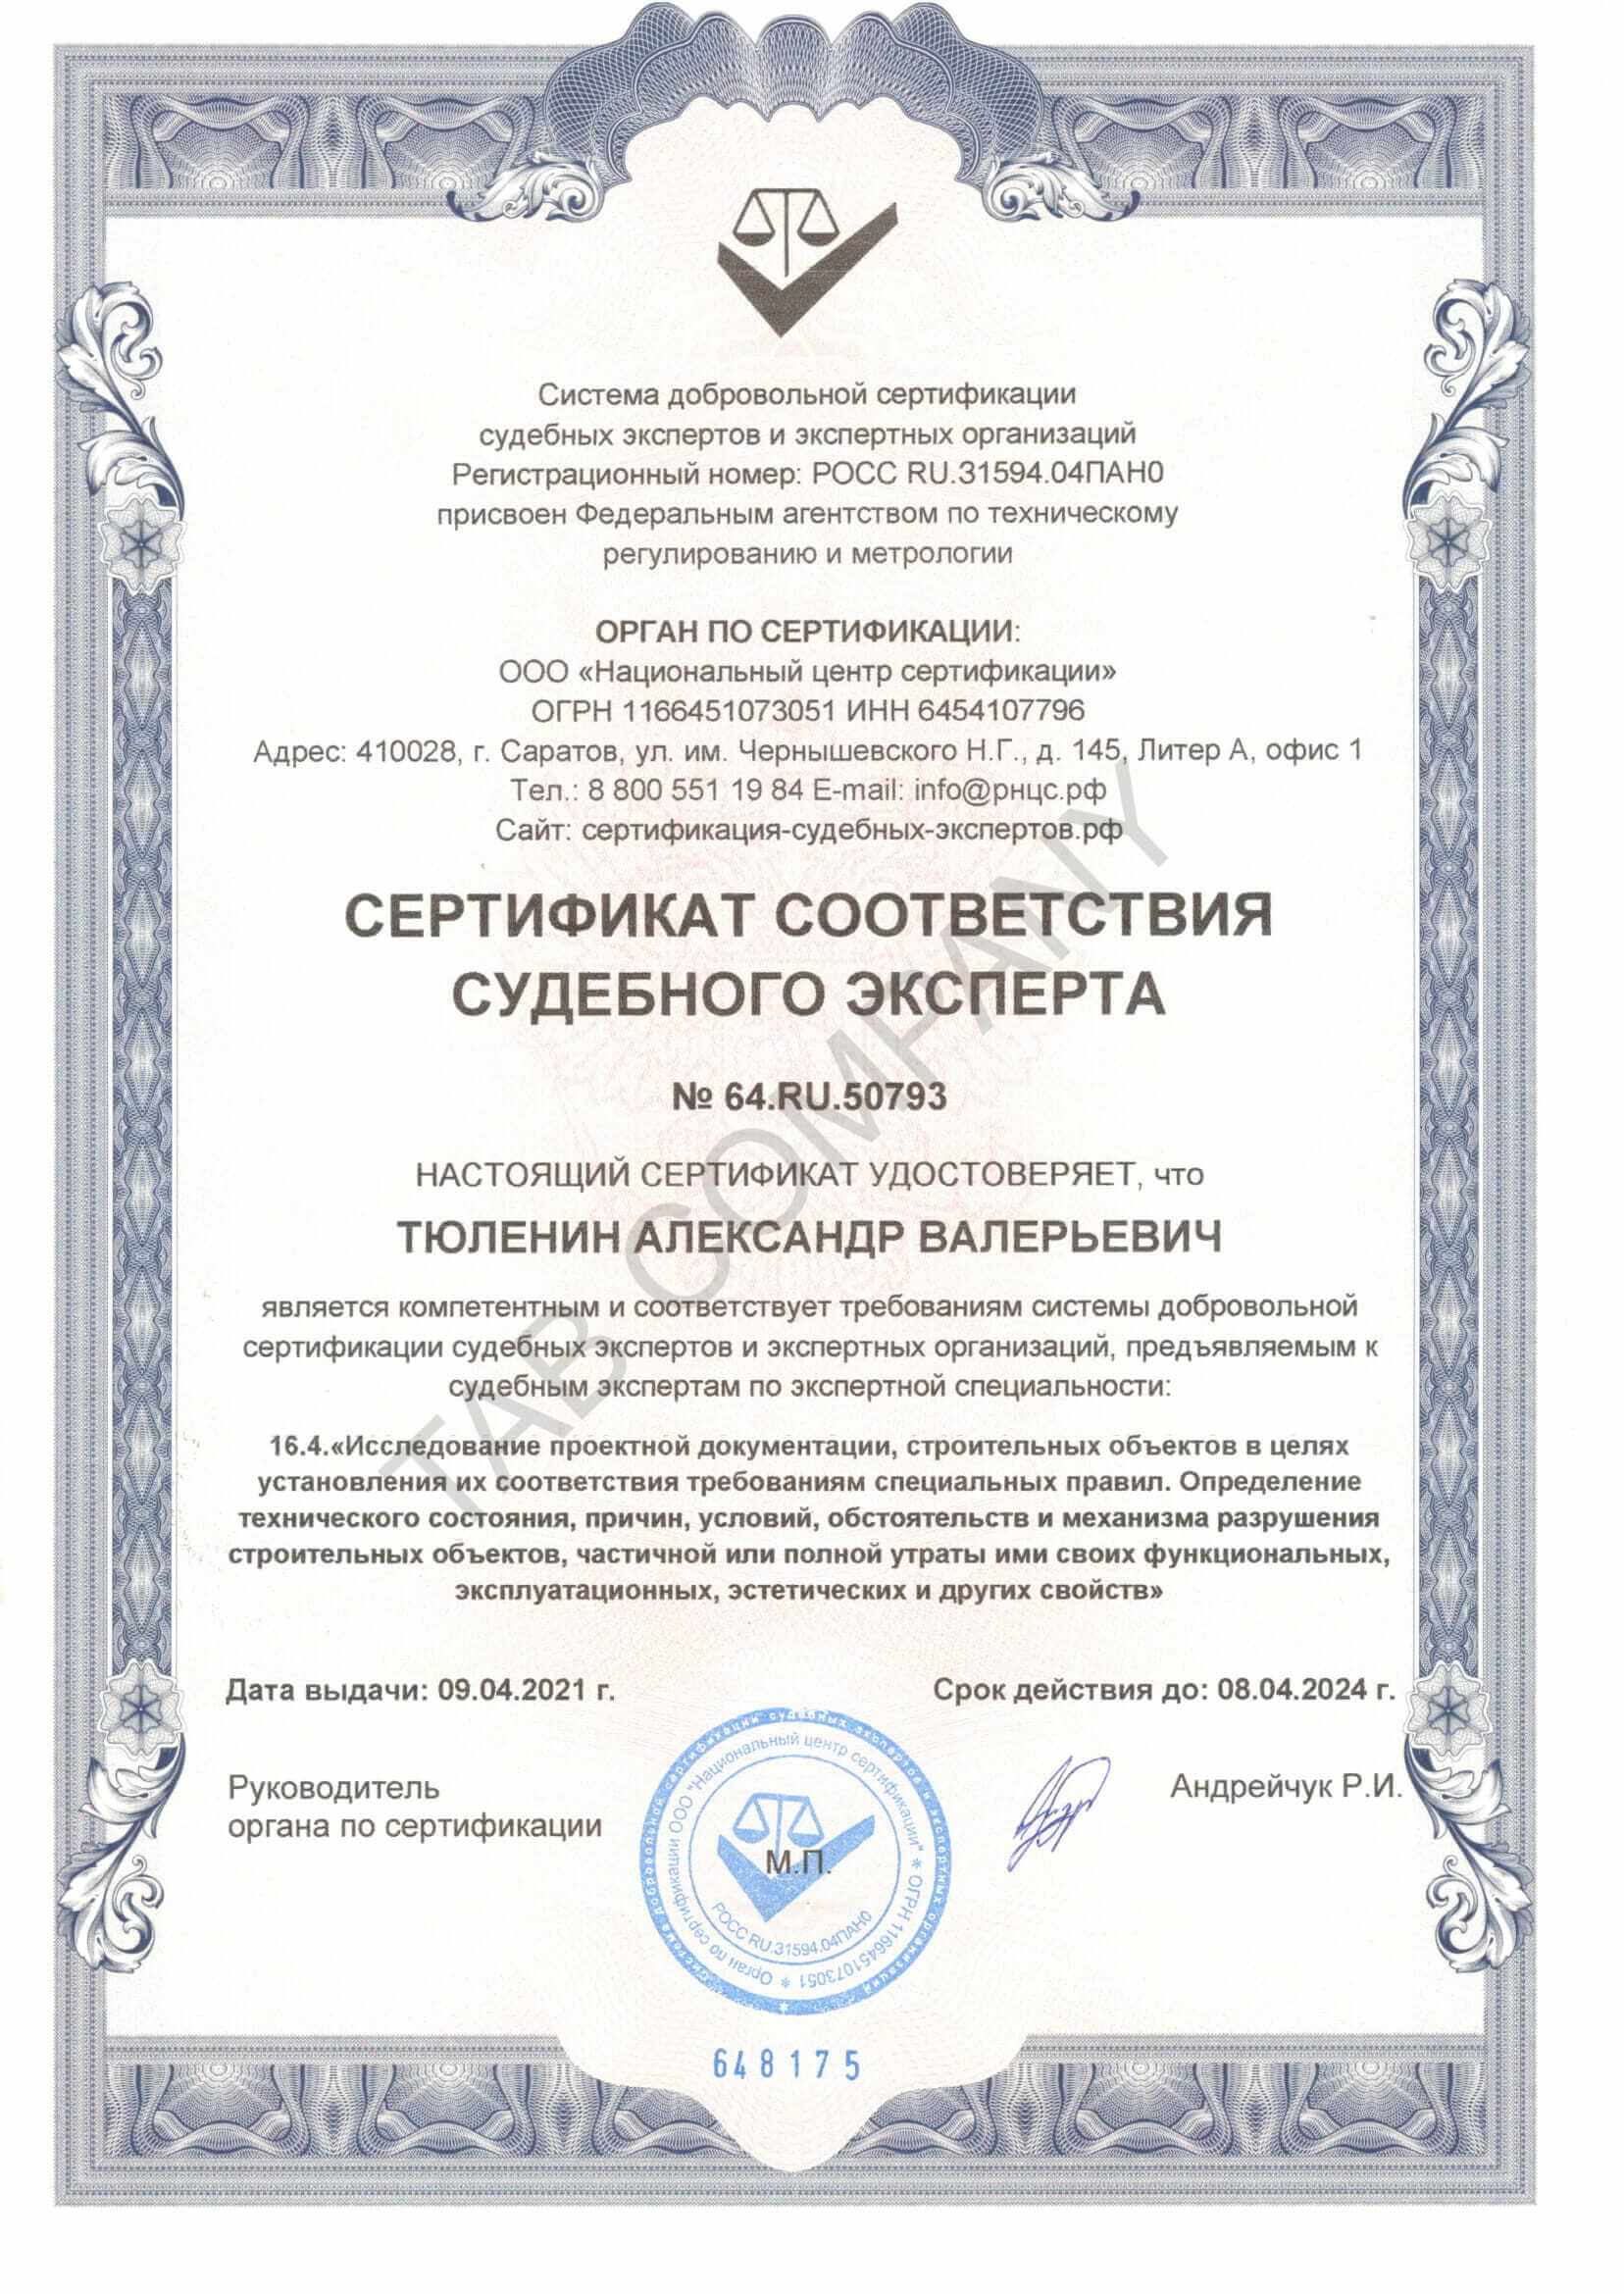 Система добровольной сертификации
судебных экспертов и экспертных организаций
Регистрационный номер: РОСС RU.31594.04ПАН0
присвоен Федеральным агентством по техническому
регулированию и метрологии
ОРГАН ПО СЕРТИФИКАЦИИ:
ООО «Национальный центр сертификации»
ОГРН 1166451073051 ИНН 6454107796
Адрес: 410028, г. Саратов, ул. им. Чернышевского Н.Г., д. 145, Литер А, офис 1
Тел.: 8 800 551 19 84 E-mail: info@рнцс.рф
Сайт: сертификация-судебных-экспертов.рф
СЕРТИФИКАТ СООТВЕТСТВИЯ
СУДЕБНОГО ЭКСПЕРТА
№ 64.RU.50793
НАСТОЯЩИЙ СЕРТИФИКАТ УДОСТОВЕРЯЕТ, что
ТЮЛЕНИН АЛЕКСАНДР ВАЛЕРЬЕВИЧ
является компетентным и соответствует требованиям системы добровольной
сертификации судебных экспертов и экспертных организаций, предъявляемым к
судебным экспертам по экспертной специальности:
16.4.«Исследование проектной документации, строительных объектов в целях
установления их соответствия требованиям специальных правил. Определение
технического состояния, причин, условий, обстоятельств и механизма разрушения
строительных объектов, частичной или полной утраты ими своих функциональных,
эксплуатационных, эстетических и других свойств»
TAB COMPANY
Дата выдачи: 09.04.2021 г.
Срок действия до: 08.04.2024 г.
Руководитель
органа по сертификации
Андрейчук Р.И.
М.П.
Система добровольной сертификации судебных экспертов и экспертных организаций
Орган по сертификации ООО "Национальный центр сертификации" * ОГРН 1166451073051 *
РОСС RU.31594.04ПАН0
648175